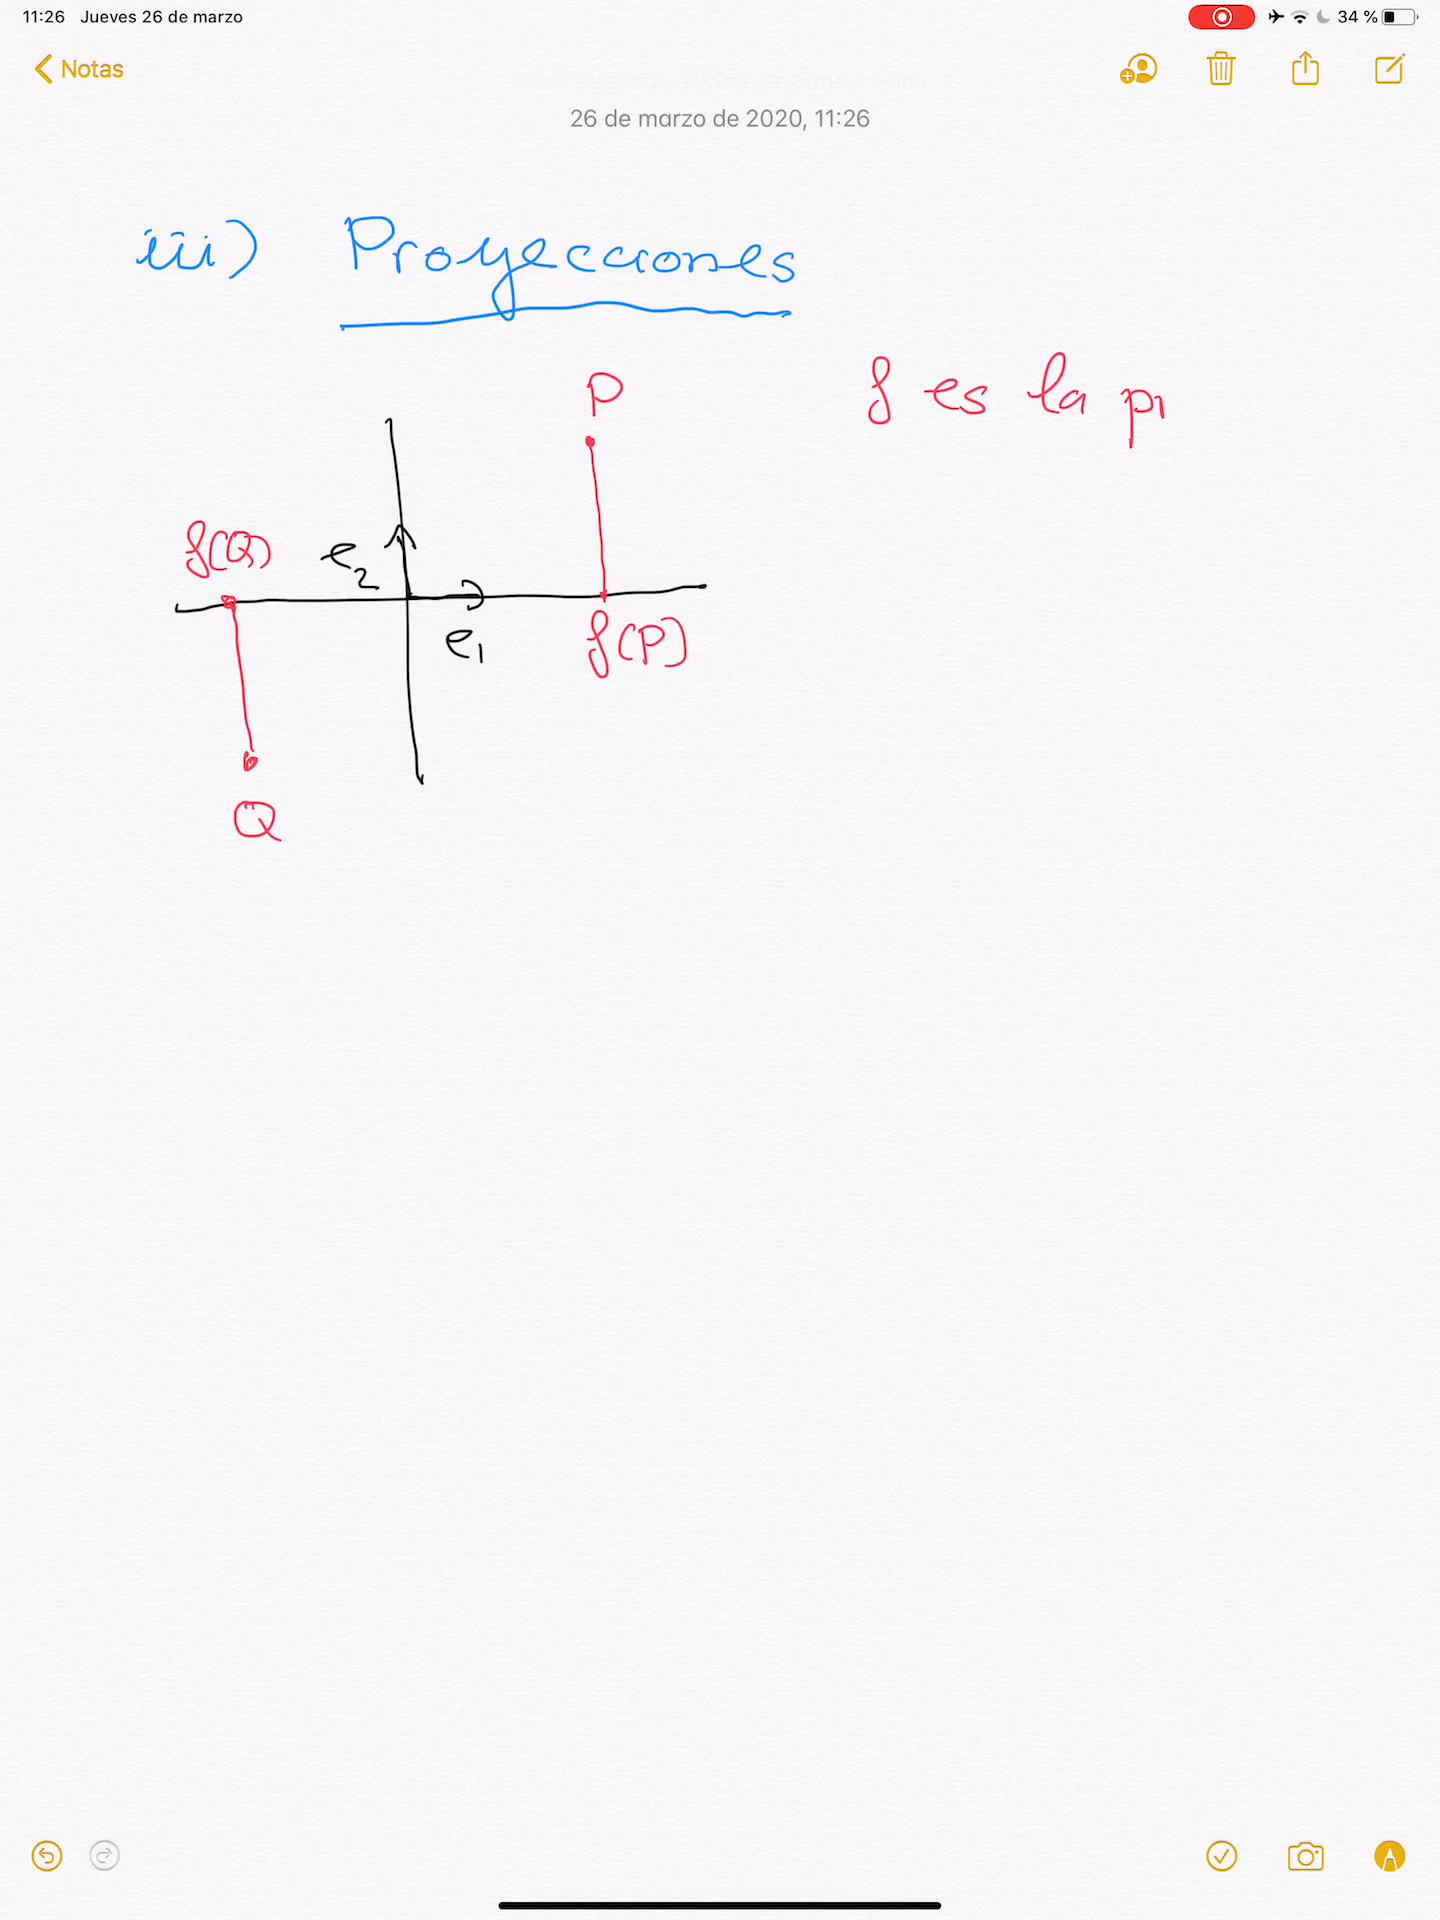 11:26 Jueves 26 de marzo
34 %
Notas
26 de marzo de 2020, 11:26
iii) Proyecciones
P
f es la pr
f(Q)
e2
e1
f(P)
Q